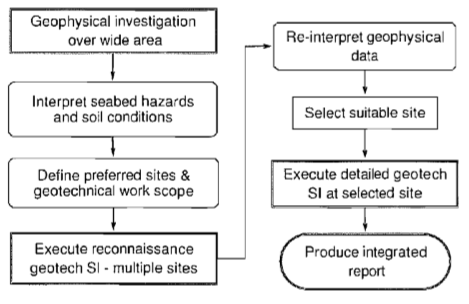 Geophysical investigation
over wide area
Interpret seabed hazards
and soil conditions
Define preferred sites &
geotechnical work scope
Execute reconnaissance
geotech SI - multiple sites
Re-interpret geophysical
data
Select suitable site
Execute detailed geotech
SI at selected site
Produce integrated
report